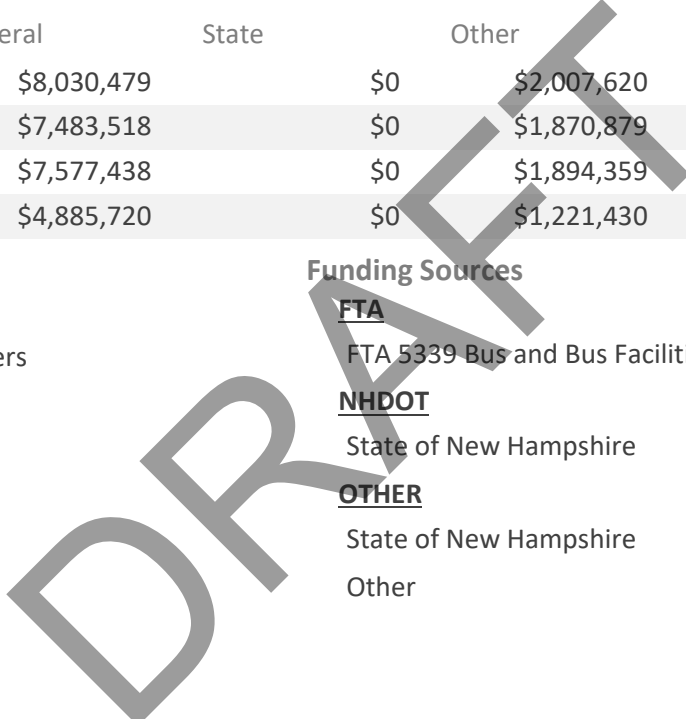 eral State Other
$8,030,479 $0 $2,007,620
$7,483,518 $0 $1,870,879
$7,577,438 $0 $1,894,359
$4,885,720 $0 $1,221,430
Funding Sources
FTA
ers FTA 5339 Bus and Bus Faciliti
NHDOT
State of New Hampshire
OTHER
State of New Hampshire
Other
DRAFT